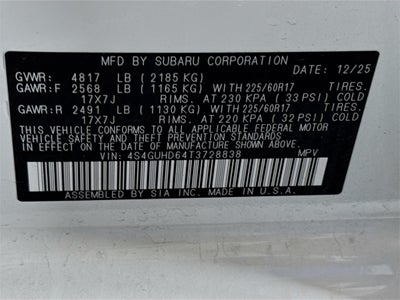 MFD BY SUBARU CORPORATION DATE: 12/25
GVWR: 4817 LB (2185 KG)
GAWR:F 2568 LB (1165 KG) WITH 225/60R17 TIRES.
17X7J RIMS. AT 230 KPA (33 PSI) COLD
GAWR:R 2491 LB (1130 KG) WITH 225/60R17 TIRES.
17X7J RIMS. AT 220 KPA (32 PSI) COLD
THIS VEHICLE CONFORMS TO ALL APPLICABLE FEDERAL MOTOR
VEHICLE SAFETY AND THEFT PREVENTION STANDARDS IN EFFECT
ON THE DATE OF MANUFACTURE SHOWN ABOVE.
VIN: 4S4GUHD64T3728838 MPV
ASSEMBLED BY SIA INC. MADE IN U.S.A.